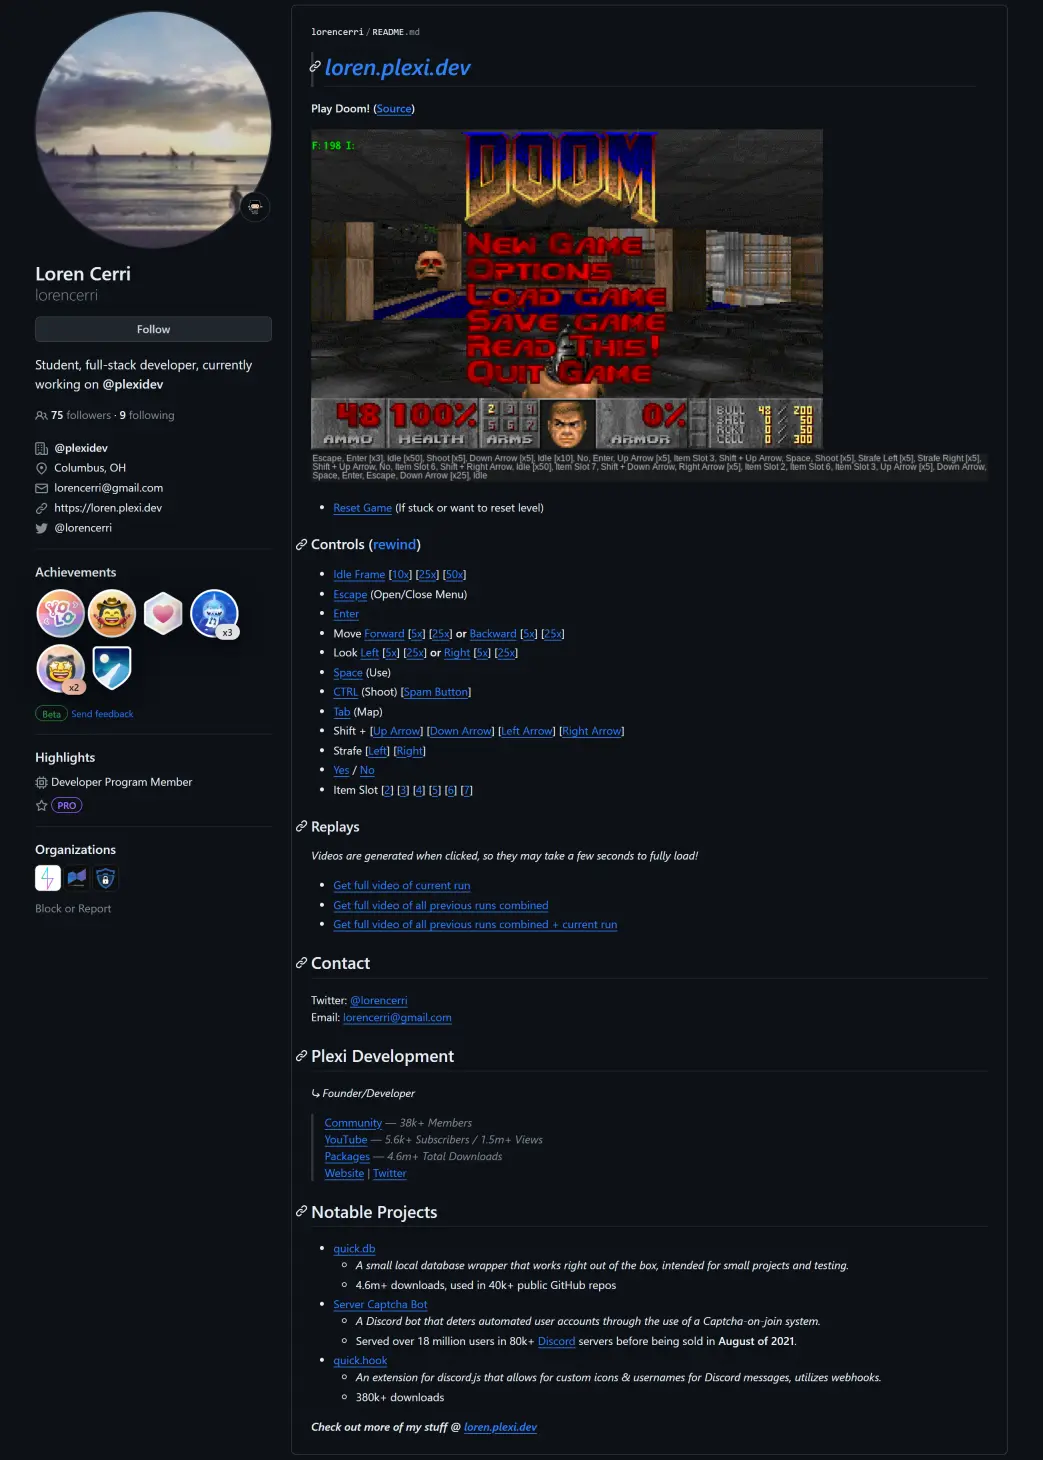 Loren Cerri
lorencerri
Follow
Student, full-stack developer, currently
working on @plexidev
75 followers · 9 following
@plexidev
Columbus, OH
lorencerri@gmail.com
https://loren.plexi.dev
@lorencerri
Achievements
YOLO
x3
x2
Beta Send feedback
Highlights
Developer Program Member
PRO
Organizations
Block or Report
lorencerri / README.md
loren.plexi.dev
Play Doom! (Source)
F: 198 I:
DOOM
New Game
Options
Load game
Save game
Read This!
Quit Game
48 100% 2 3 4 0% BULL 48 / 200
5 6 7 SHEL 0 / 50
RCKT 0 / 50
AMMO HEALTH ARMS ARMOR CELL 0 / 300
Escape, Enter [x3], Idle [x50], Shoot [x5], Down Arrow [x5], Idle [x10], No, Enter, Up Arrow [x5], Item Slot 3, Shift + Up Arrow, Space, Shoot [x5], Strafe Left [x5], Strafe Right [x5],
Shift + Up Arrow, No, Item Slot 6, Shift + Right Arrow, Idle [x50], Item Slot 7, Shift + Down Arrow, Right Arrow [x5], Item Slot 2, Item Slot 6, Item Slot 3, Up Arrow [x5], Down Arrow,
Space, Enter, Escape, Down Arrow [x25], Idle
• Reset Game (If stuck or want to reset level)
Controls (rewind)
• Idle Frame [10x] [25x] [50x]
• Escape (Open/Close Menu)
• Enter
• Move Forward [5x] [25x] or Backward [5x] [25x]
• Look Left [5x] [25x] or Right [5x] [25x]
• Space (Use)
• CTRL (Shoot) [Spam Button]
• Tab (Map)
• Shift + [Up Arrow] [Down Arrow] [Left Arrow] [Right Arrow]
• Strafe [Left] [Right]
• Yes / No
• Item Slot [2] [3] [4] [5] [6] [7]
Replays
Videos are generated when clicked, so they may take a few seconds to fully load!
• Get full video of current run
• Get full video of all previous runs combined
• Get full video of all previous runs combined + current run
Contact
Twitter: @lorencerri
Email: lorencerri@gmail.com
Plexi Development
↳ Founder/Developer
Community — 38k+ Members
YouTube — 5.6k+ Subscribers / 1.5m+ Views
Packages — 4.6m+ Total Downloads
Website | Twitter
Notable Projects
• quick.db
◦ A small local database wrapper that works right out of the box, intended for small projects and testing.
◦ 4.6m+ downloads, used in 40k+ public GitHub repos
• Server Captcha Bot
◦ A Discord bot that deters automated user accounts through the use of a Captcha-on-join system.
◦ Served over 18 million users in 80k+ Discord servers before being sold in August of 2021.
• quick.hook
◦ An extension for discord.js that allows for custom icons & usernames for Discord messages, utilizes webhooks.
◦ 380k+ downloads
Check out more of my stuff @ loren.plexi.dev